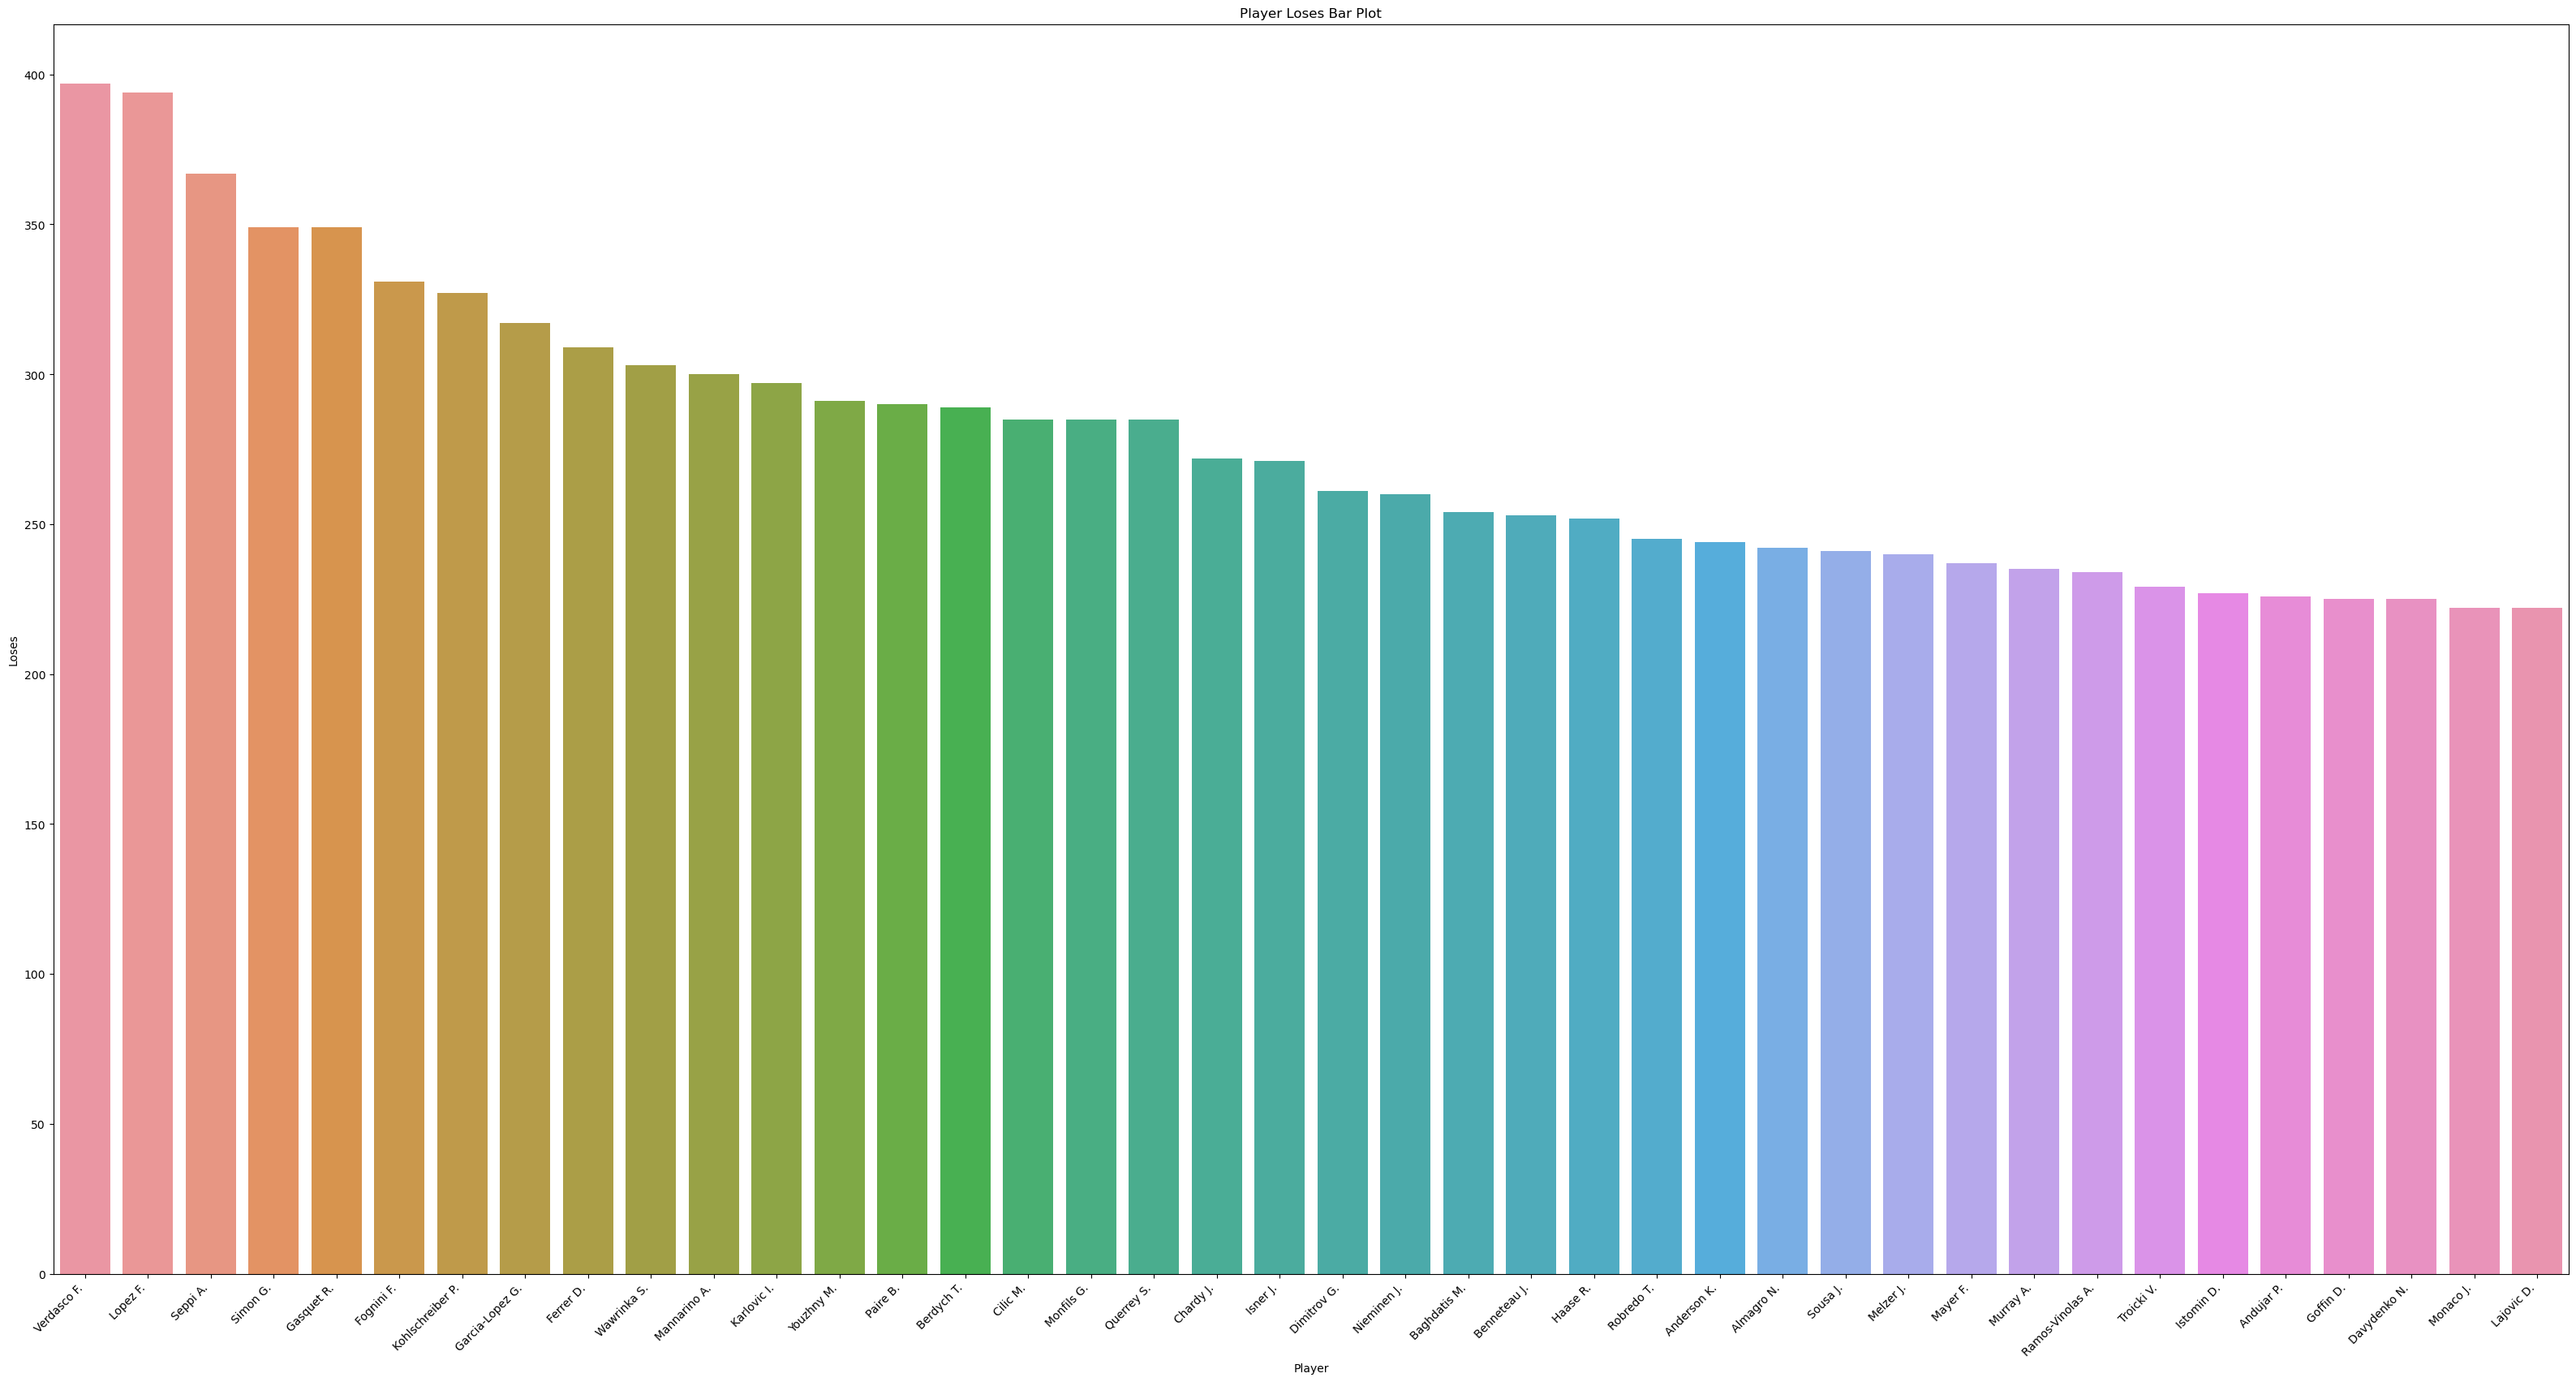 Player Loses Bar Plot
400
350
300
250
200
150
100
50
0
Loses
Verdasco F.
Lopez F.
Seppi A.
Simon G.
Gasquet R.
Fognini F.
Kohlschreiber P.
Garcia-Lopez G.
Ferrer D.
Wawrinka S.
Mannarino A.
Karlovic I.
Youzhny M.
Paire B.
Berdych T.
Cilic M.
Monfils G.
Querrey S.
Chardy J.
Isner J.
Dimitrov G.
Nieminen J.
Baghdatis M.
Benneteau J.
Haase R.
Robredo T.
Anderson K.
Almagro N.
Sousa J.
Melzer J.
Mayer F.
Murray A.
Ramos-Vinolas A.
Troicki V.
Istomin D.
Andujar P.
Goffin D.
Davydenko N.
Monaco J.
Lajovic D.
Player